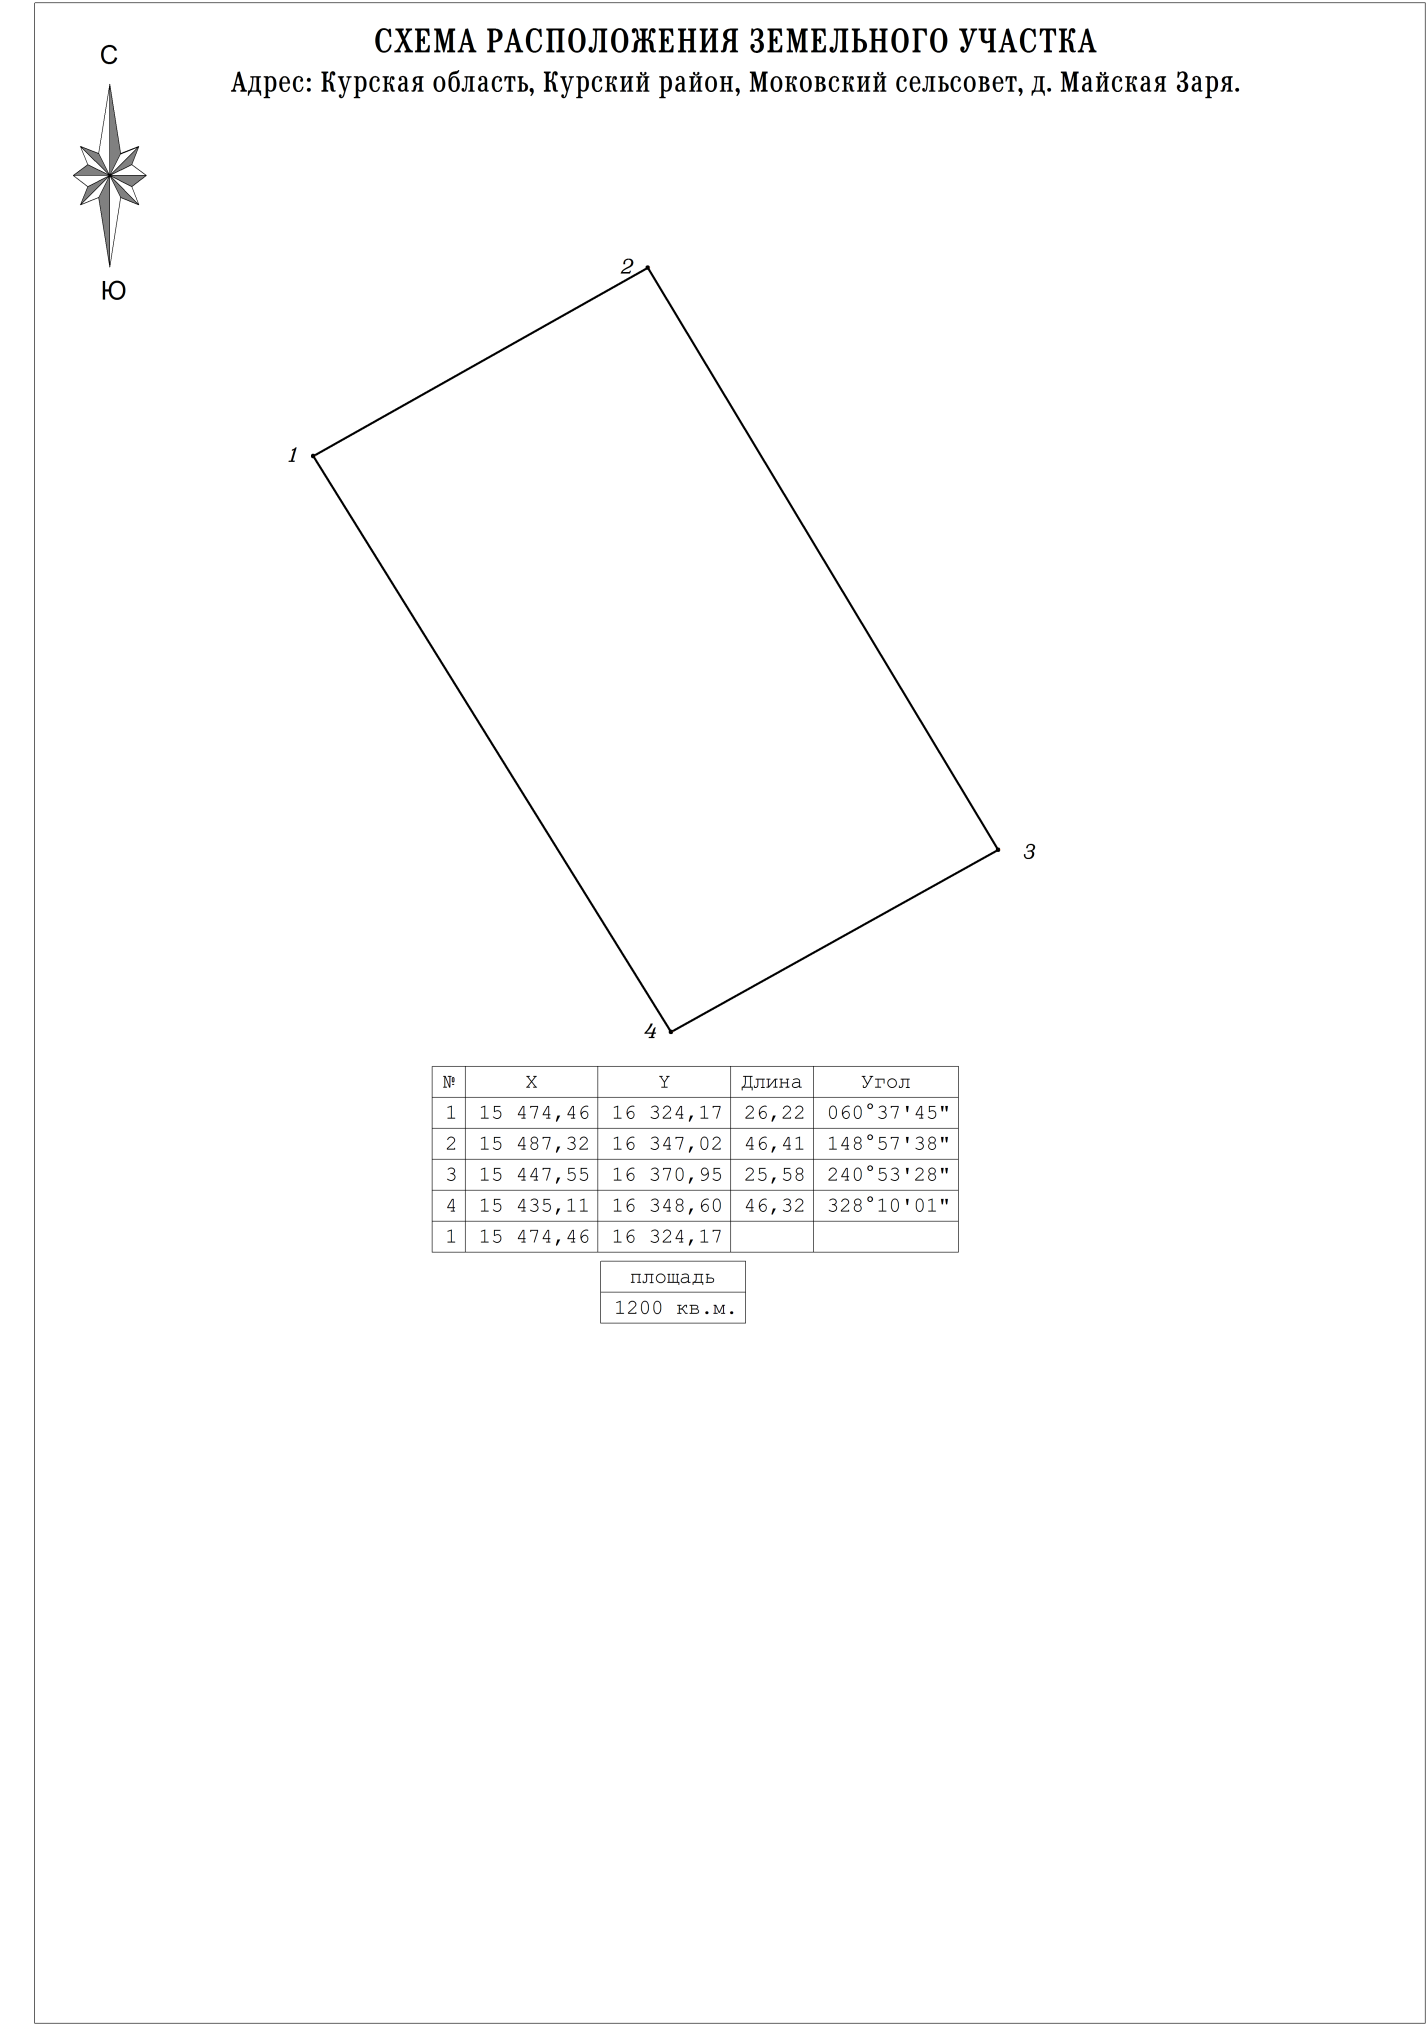 СХЕМА РАСПОЛОЖЕНИЯ ЗЕМЕЛЬНОГО УЧАСТКА
Адрес: Курская область, Курский район, Моковский сельсовет, д. Майская Заря.
С
Ю
2
1
3
4
№ X Y Длина Угол
1 15 474,46 16 324,17 26,22 060°37'45"
2 15 487,32 16 347,02 46,41 148°57'38"
3 15 447,55 16 370,95 25,58 240°53'28"
4 15 435,11 16 348,60 46,32 328°10'01"
1 15 474,46 16 324,17
площадь
1200 кв.м.